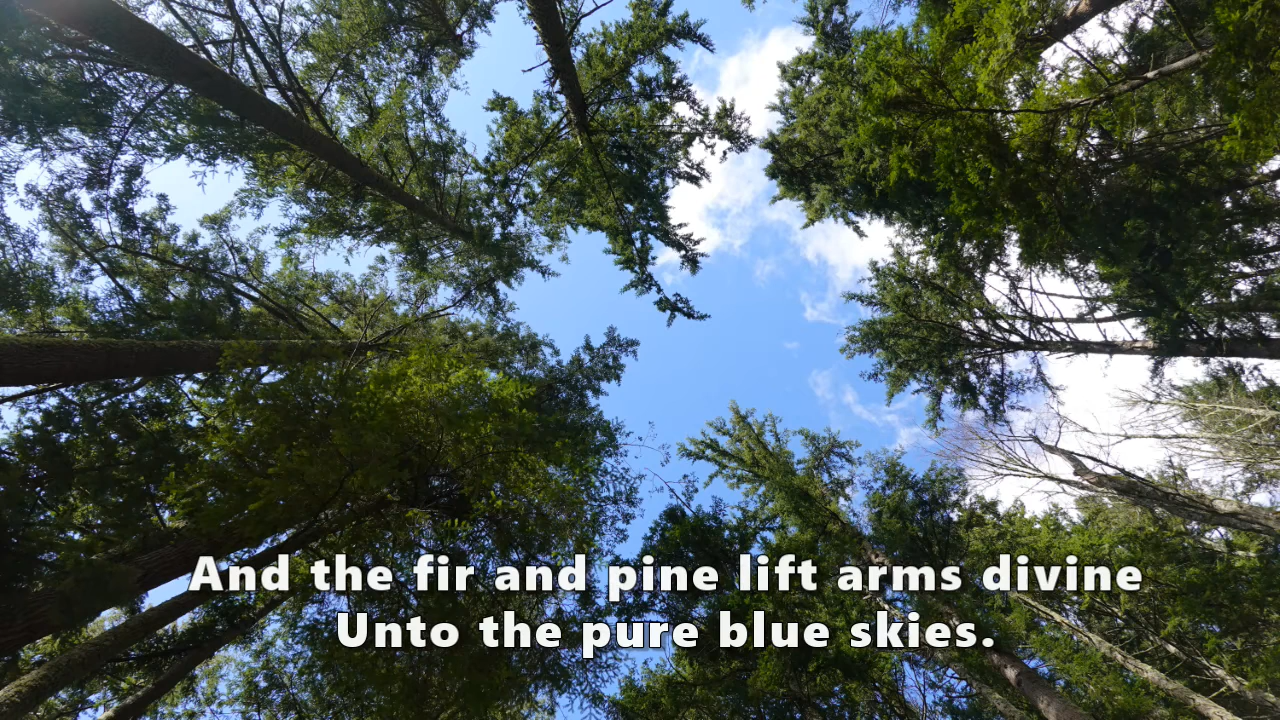 And the fir and pine lift arms divine
Unto the pure blue skies.